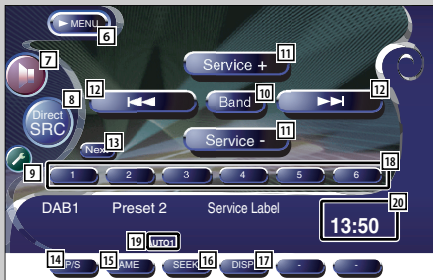 MENU
6
11
Service +
7
12
8
10
12
Band
Direct
SRC
13
11
Next
Service -
9
18
1 2 3 4 5 6
20
DAB1 Preset 2 Service Label
13:50
19
AUTO1
14 15 16 17
P/S AME SEEK DISP - -